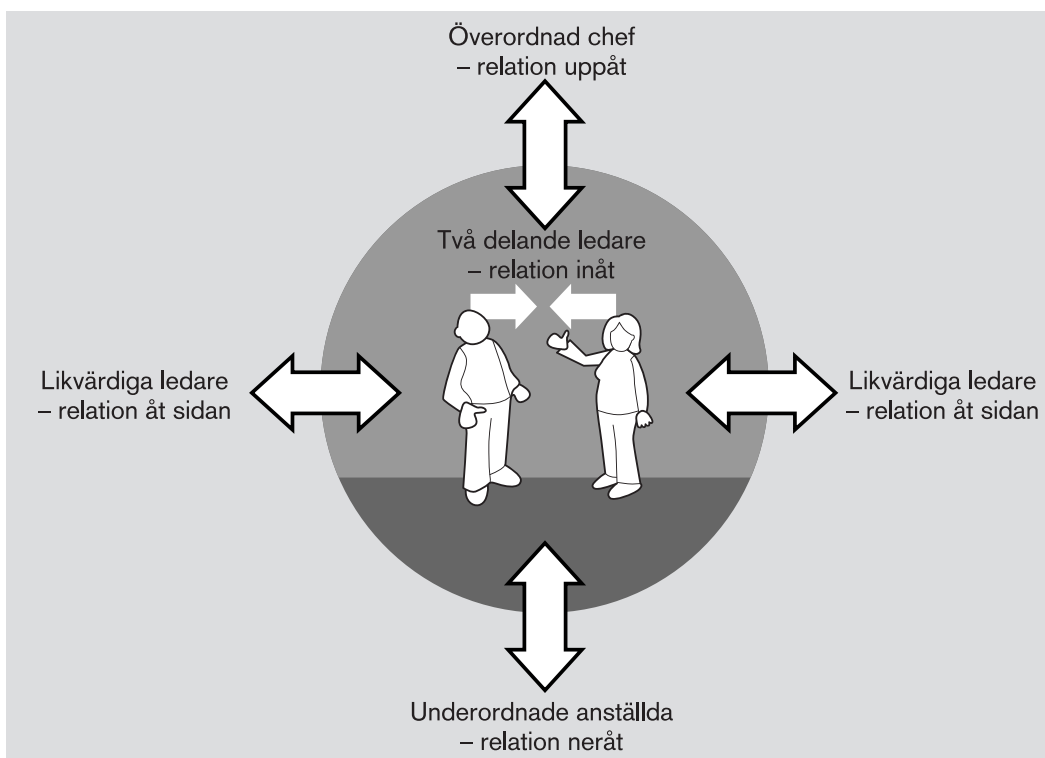 Överordnad chef
– relation uppåt
Två delande ledare
– relation inåt
Likvärdiga ledare
– relation åt sidan
Likvärdiga ledare
– relation åt sidan
Underordnade anställda
– relation neråt